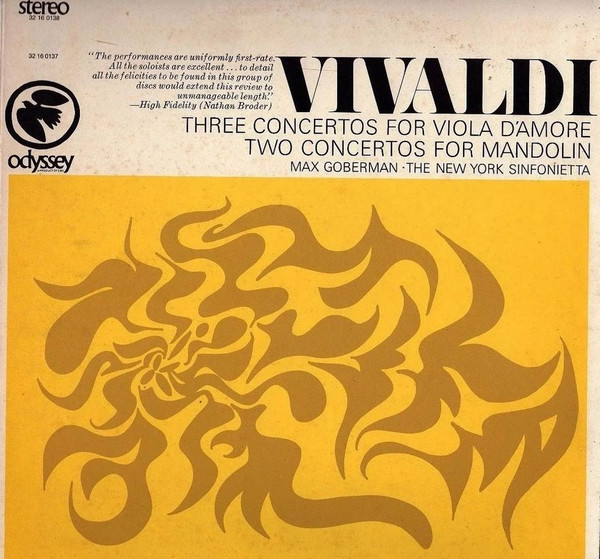 stereo
32 16 0138
32 16 0137
"The performances are uniformly first-rate.
All the soloists are excellent . . . to detail
all the felicities to be found in this group of
discs would extend this review to
unmanageable length."
—High Fidelity (Nathan Broder)
VIVALDI
THREE CONCERTOS FOR VIOLA D'AMORE
TWO CONCERTOS FOR MANDOLIN
MAX GOBERMAN · THE NEW YORK SINFONIETTA
odyssey